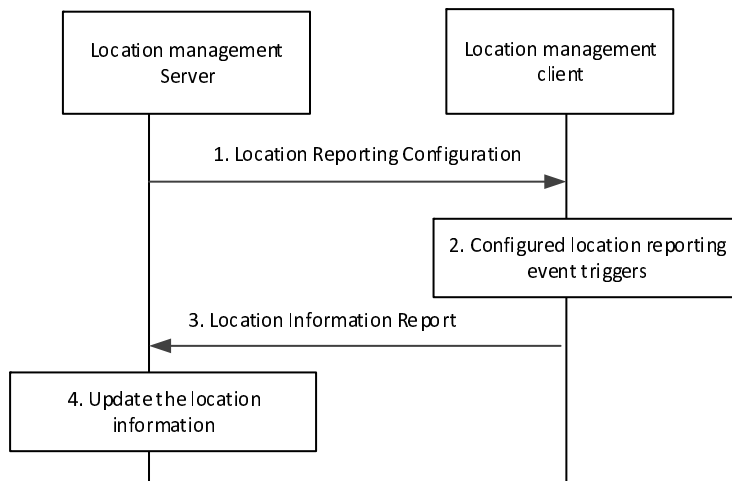 Location management
Server
Location management
client
1. Location Reporting Configuration
2. Configured location reporting
event triggers
3. Location Information Report
4. Update the location
information